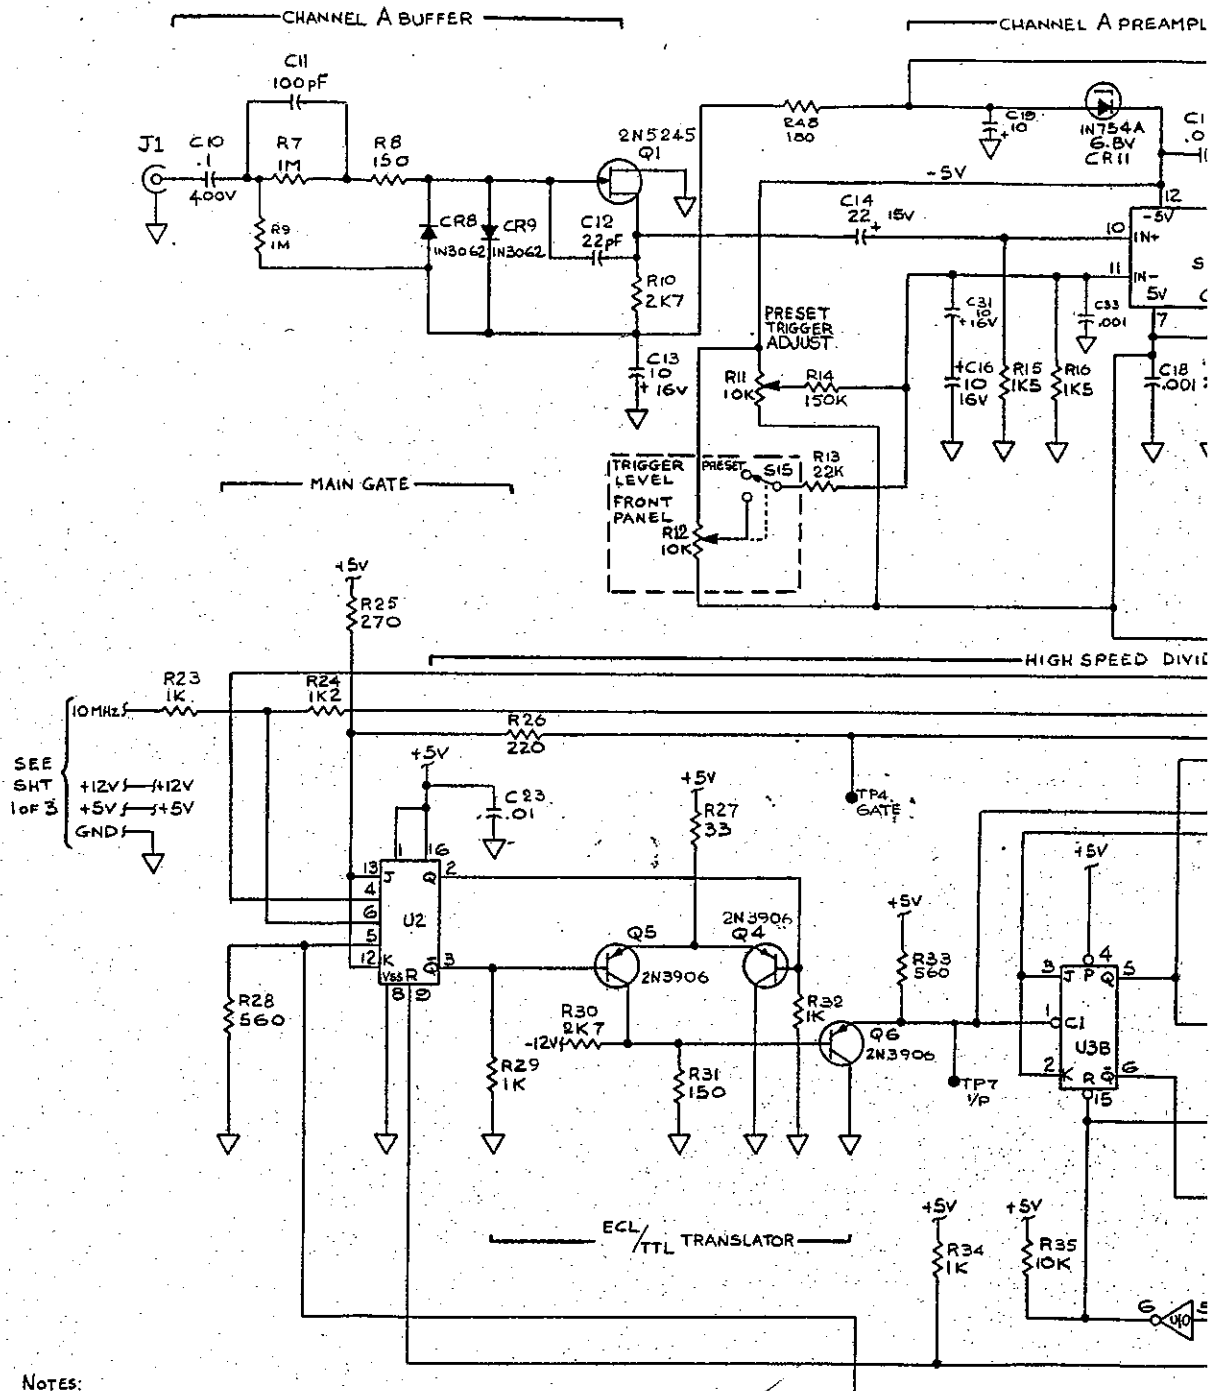 CHANNEL A BUFFER
CHANNEL A PREAMPL
C11
100pF
J1
C10
.1
400V
R7
1M
R8
150
R9
1M
2N5245
Q1
CR8
1N3062
CR9
1N3062
C12
22pF
R10
2K7
C13
10
+ 16V
R48
180
C19
+ 10
1N754A
6.8V
CR11
-5V
C14
22
+ 15V
12
-5V
10
IN+
11
IN-
5V
7
C31
10
+16V
C33
.001
+C16
10
16V
R15
1K5
R16
1K5
C18
.001
PRESET
TRIGGER
ADJUST
R11
10K
R14
150K
TRIGGER
LEVEL
FRONT
PANEL
PRESET
S15
R13
22K
R12
10K
MAIN GATE
+5V
R25
270
HIGH SPEED DIVID
R23
1K
R24
1K2
10MHz
R26
220
SEE
SHT
1 OF 3
+12V
+12V
+5V
+5V
GND
+5V
C23
.01
+5V
R27
33
TP4
GATE
1
16
13
J
Q
2
4
6
U2
5
12
K
VSS
R
Q
3
8
9
R28
560
R29
1K
Q5
2N3906
2N3906
Q4
R30
2K7
-12V
R31
150
R32
1K
+5V
R33
560
Q6
2N3906
TP7
I/P
+5V
4
3
J
P
Q
5
1
C1
U3B
2
K
R
Q
6
15
ECL/TTL TRANSLATOR
+5V
R34
1K
+5V
R35
10K
6
U10
5
NOTES: